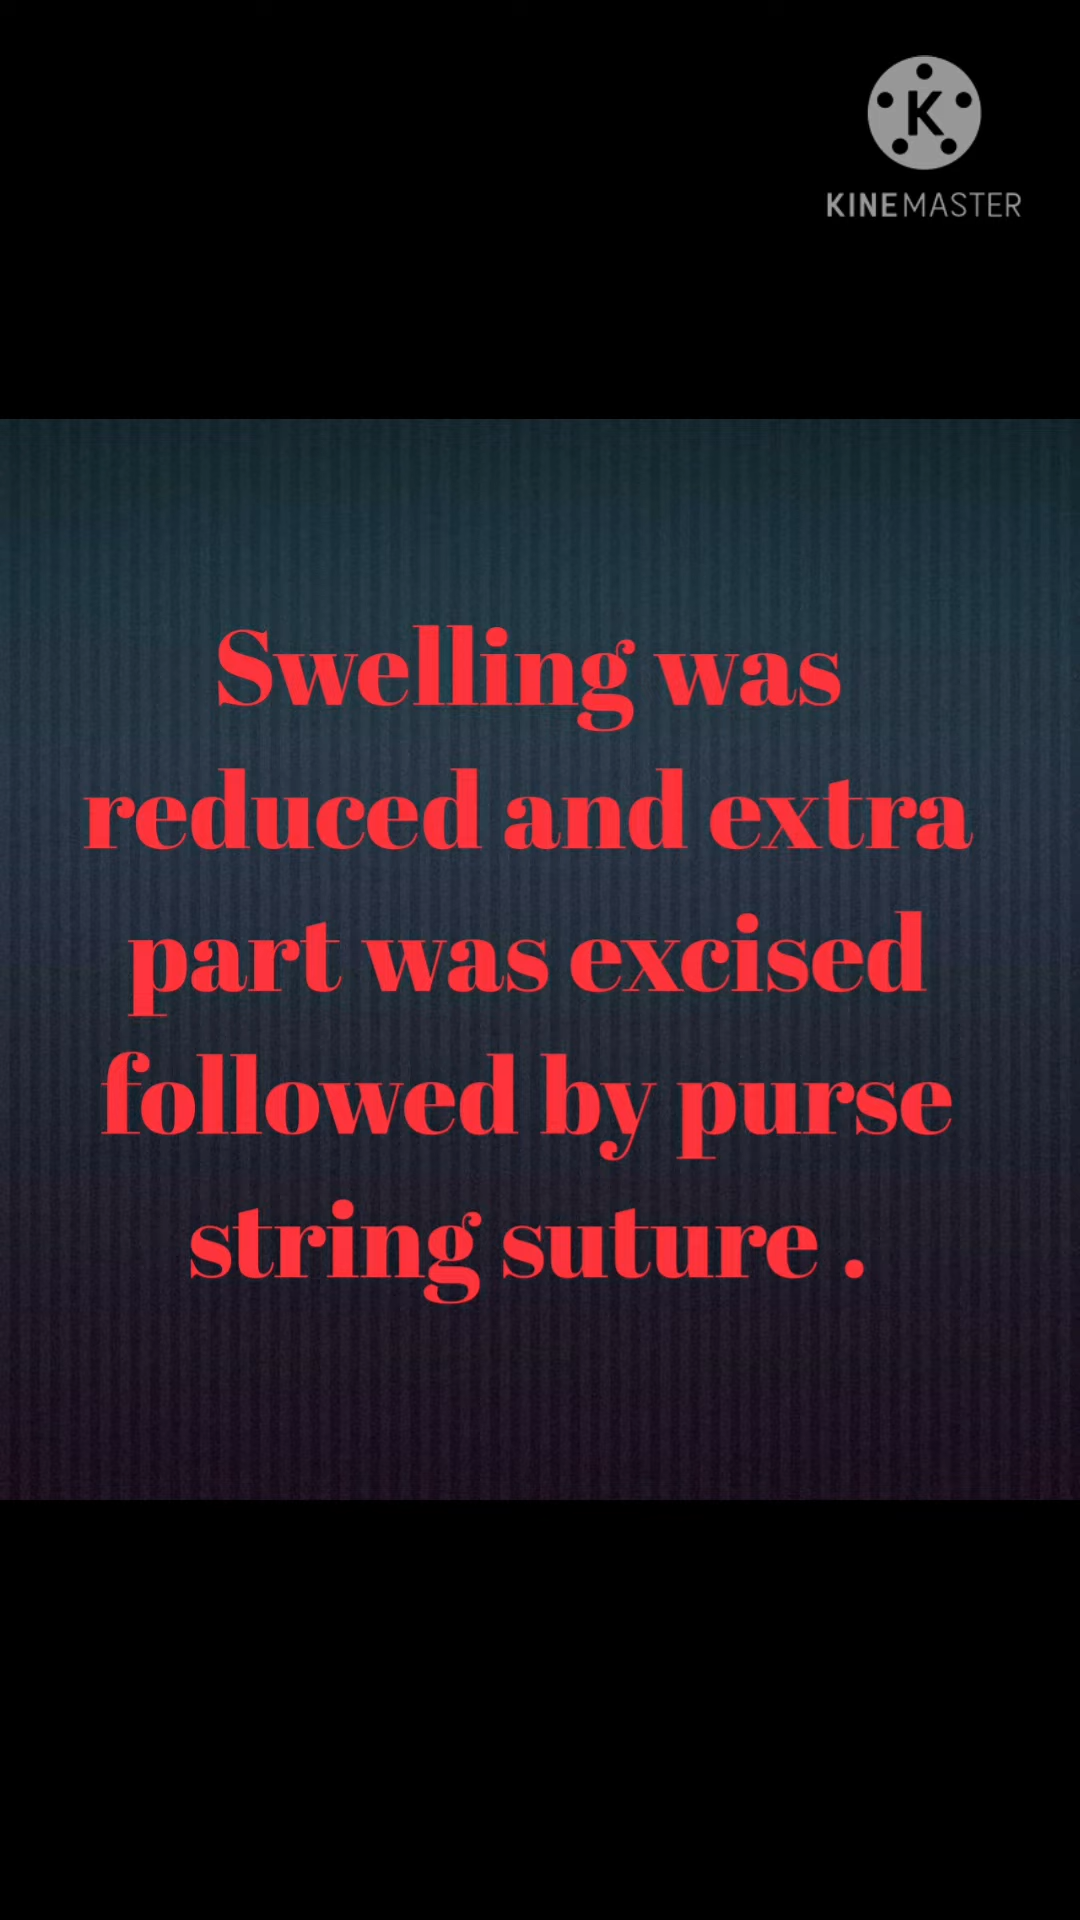 KINEMASTER
Swelling was
reduced and extra
part was excised
followed by purse
string suture .